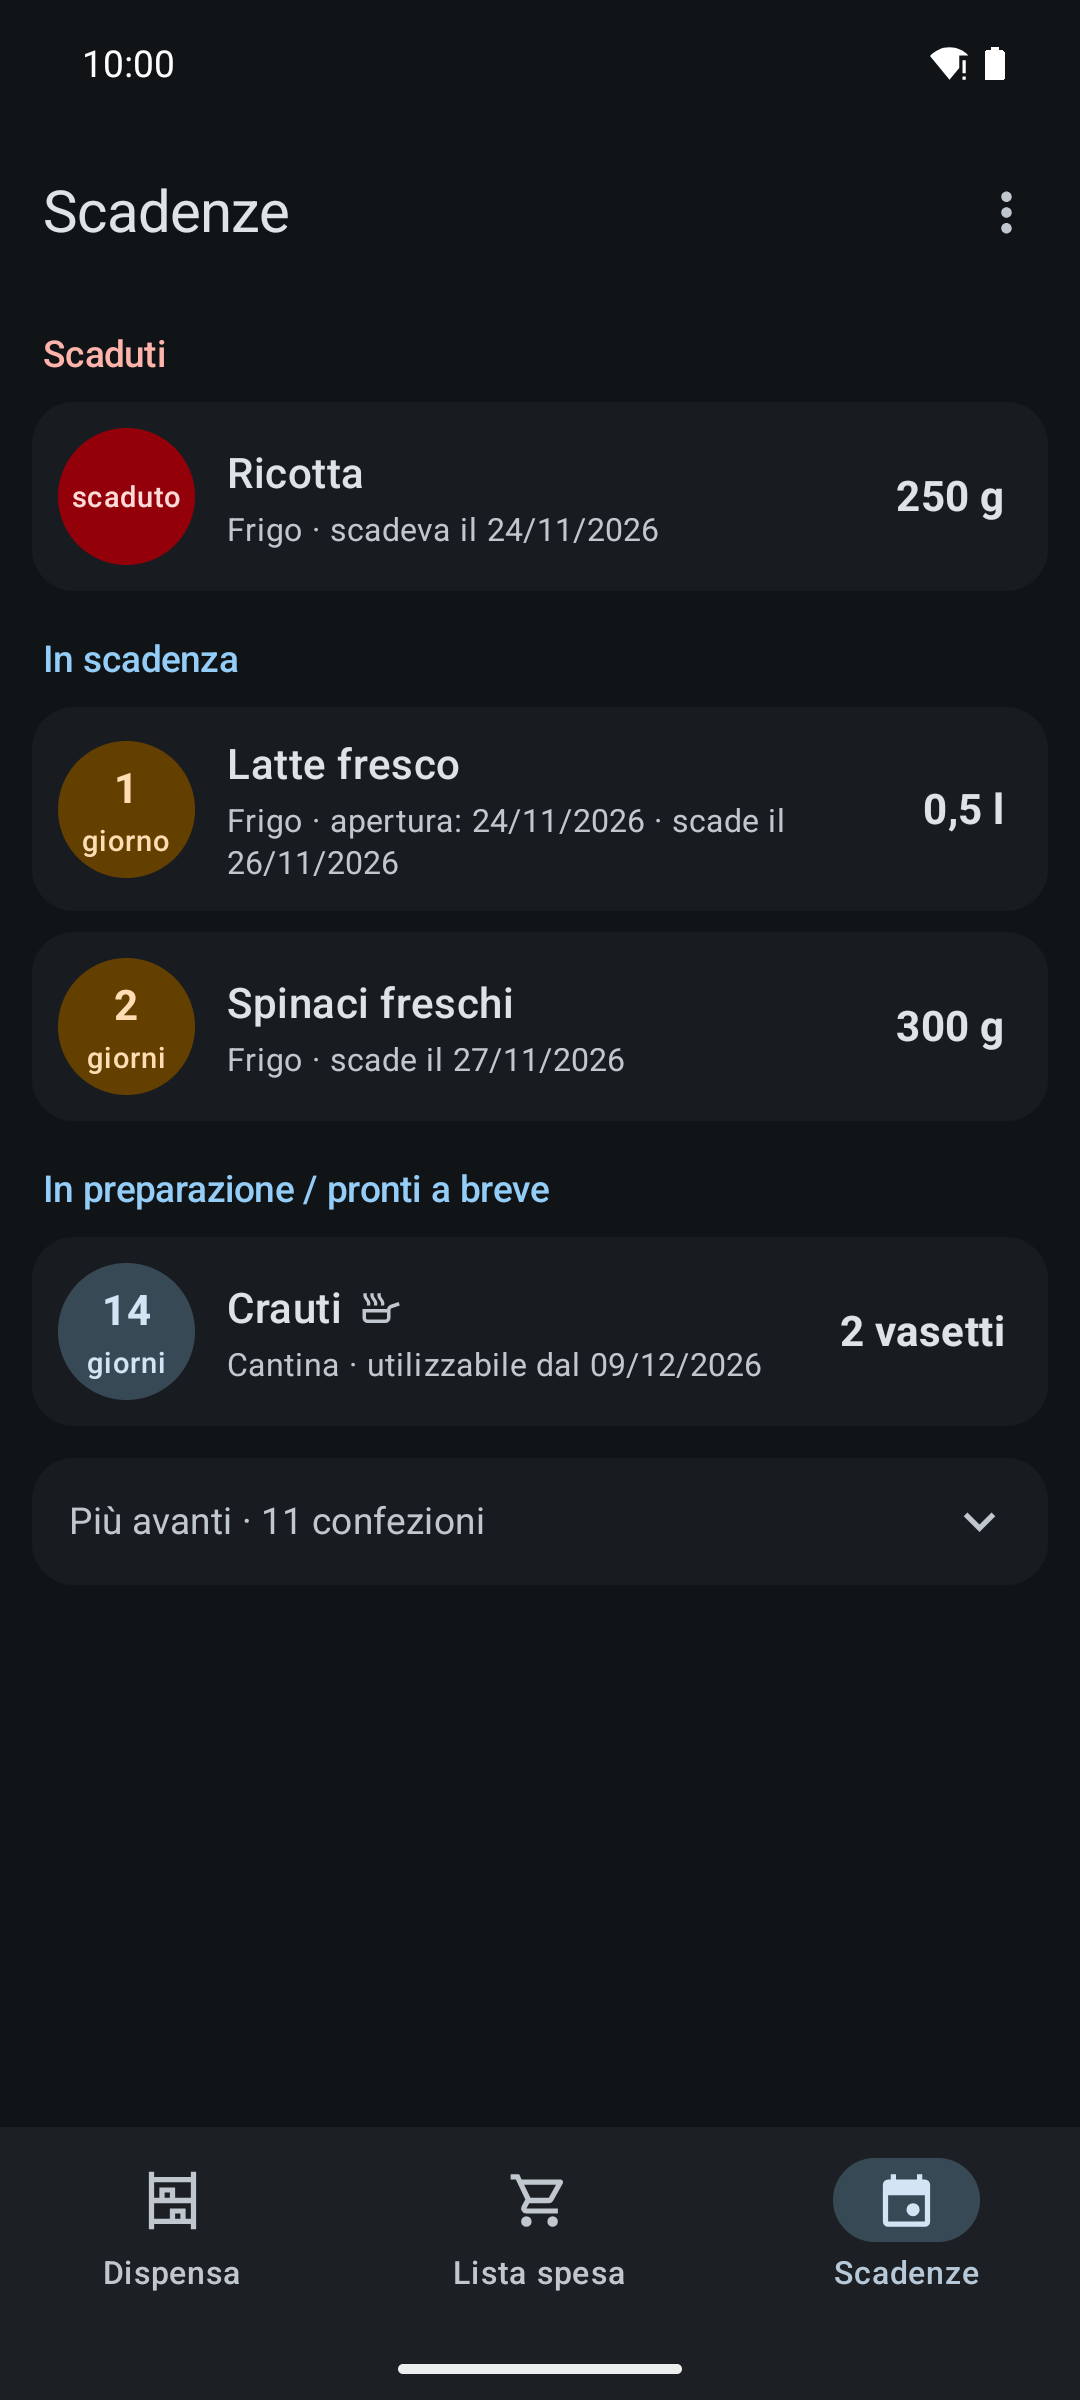 10:00
Scadenze
Scaduti
scaduto
Ricotta
Frigo · scadeva il 24/11/2026
250 g
In scadenza
1
giorno
Latte fresco
Frigo · apertura: 24/11/2026 · scade il
26/11/2026
0,5 l
2
giorni
Spinaci freschi
Frigo · scade il 27/11/2026
300 g
In preparazione / pronti a breve
14
giorni
Crauti
Cantina · utilizzabile dal 09/12/2026
2 vasetti
Più avanti · 11 confezioni
Dispensa
Lista spesa
Scadenze